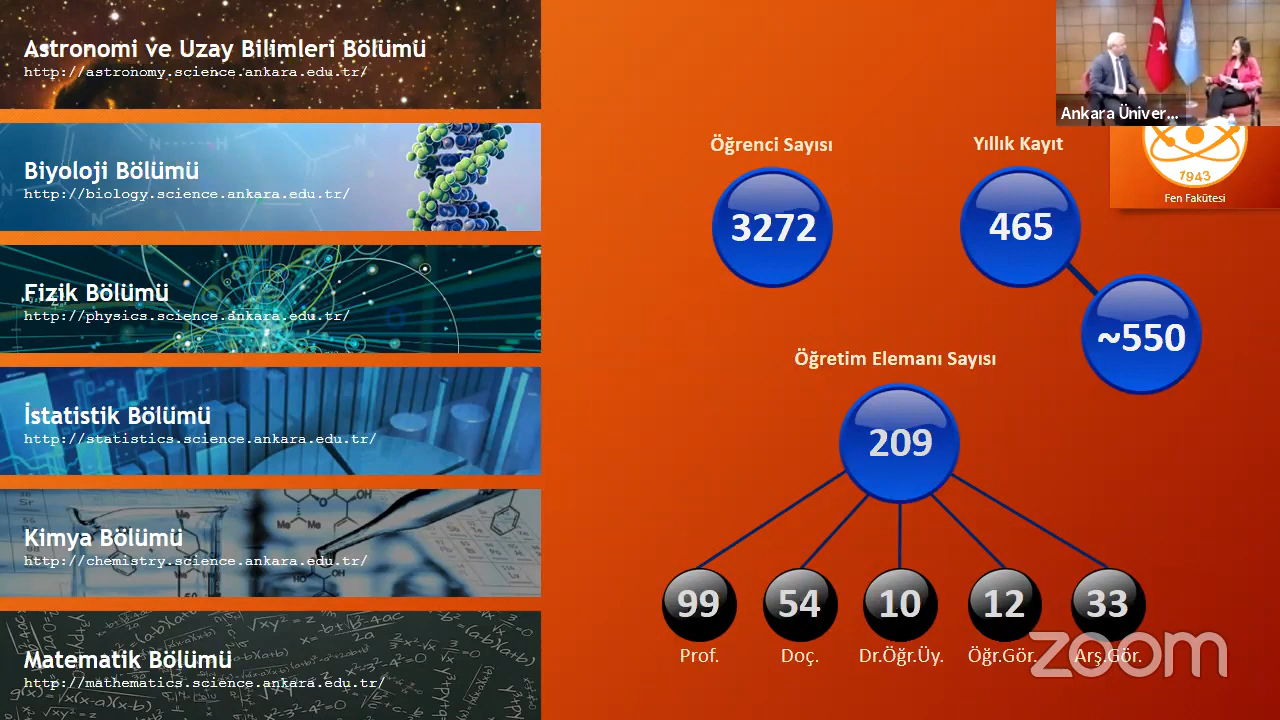 Astronomi ve Uzay Bilimleri Bölümü
http://astronomy.science.ankara.edu.tr/
Biyoloji Bölümü
http://biology.science.ankara.edu.tr/
Fizik Bölümü
http://physics.science.ankara.edu.tr/
İstatistik Bölümü
http://statistics.science.ankara.edu.tr/
Kimya Bölümü
http://chemistry.science.ankara.edu.tr/
Matematik Bölümü
http://mathematics.science.ankara.edu.tr/
Ankara Üniver...
1943
Fen Fakütesi
Öğrenci Sayısı
3272
Yıllık Kayıt
465
~550
Öğretim Elemanı Sayısı
209
99 54 10 12 33
Prof. Doç. Dr.Öğr.Üy. Öğr.Gör. Arş.Gör.
zoom